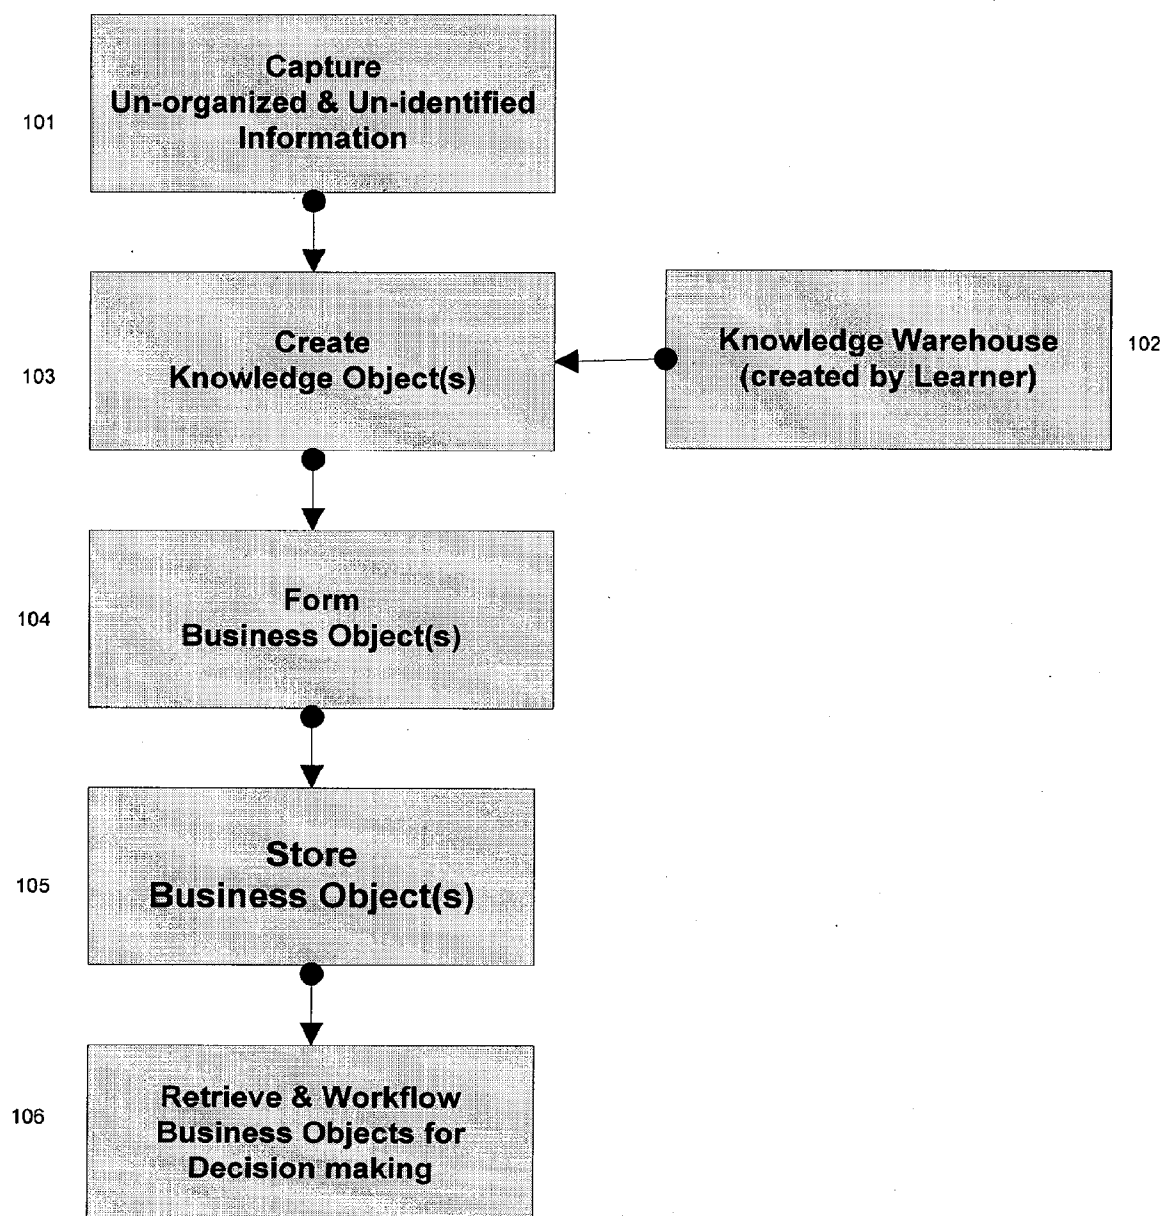 Capture
Un-organized & Un-identified
Information
101
Create
Knowledge Object(s)
103
Knowledge Warehouse
(created by Learner)
102
Form
Business Object(s)
104
Store
Business Object(s)
105
Retrieve & Workflow
Business Objects for
Decision making
106